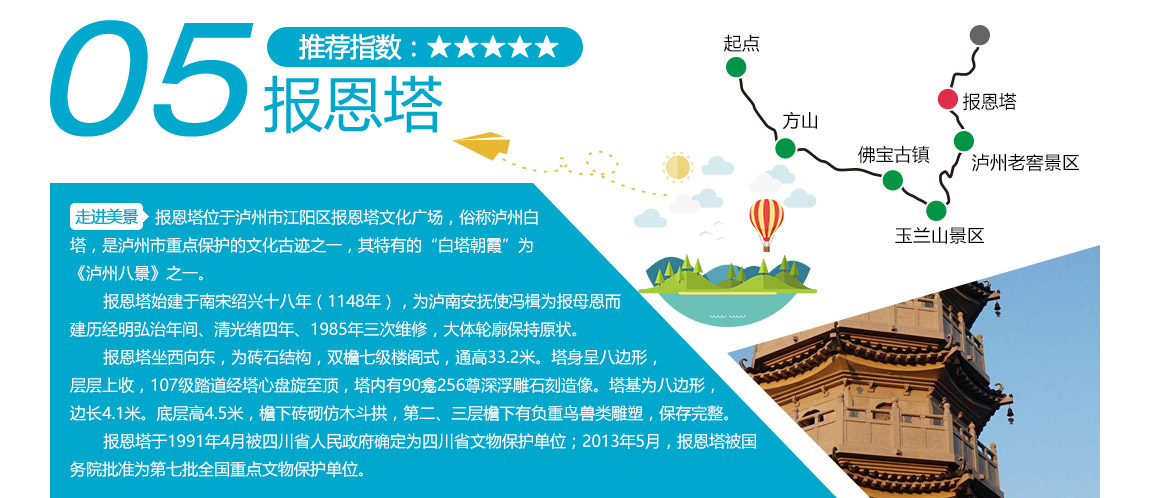 05
推荐指数：★★★★★
报恩塔
起点
方山
佛宝古镇
玉兰山景区
泸州老窖景区
报恩塔
走进美景 报恩塔位于泸州市江阳区报恩塔文化广场，俗称泸州白
塔，是泸州市重点保护的文化古迹之一，其特有的“白塔朝霞”为
《泸州八景》之一。
报恩塔始建于南宋绍兴十八年（1148年），为泸南安抚使冯楫为报母恩而
建历经明弘治年间、清光绪四年、1985年三次维修，大体轮廓保持原状。
报恩塔坐西向东，为砖石结构，双檐七级楼阁式，通高33.2米。塔身呈八边形，
层层上收，107级踏道经塔心盘旋至顶，塔内有90龛256尊深浮雕石刻造像。塔基为八边形，
边长4.1米。底层高4.5米，檐下砖砌仿木斗拱，第二、三层檐下有负重鸟兽类雕塑，保存完整。
报恩塔于1991年4月被四川省人民政府确定为四川省文物保护单位；2013年5月，报恩塔被国
务院批准为第七批全国重点文物保护单位。